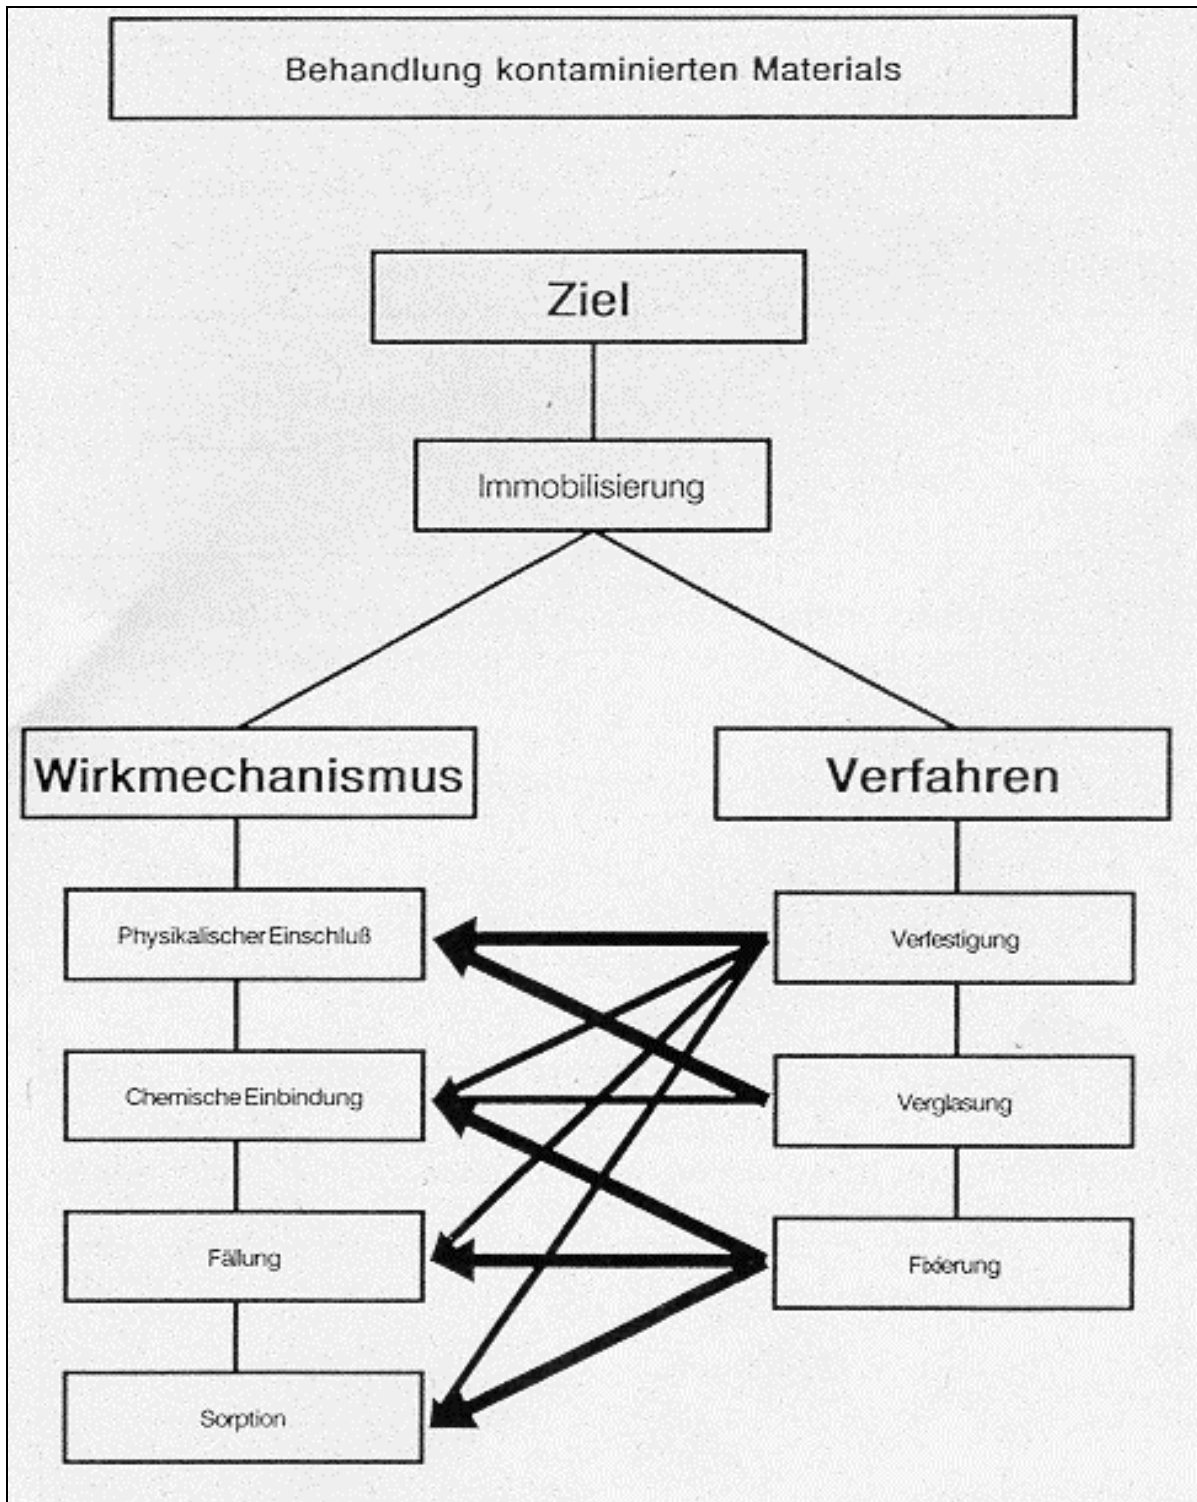 Behandlung kontaminierten Materials
Ziel
Immobilisierung
Wirkmechanismus
Verfahren
Physikalischer Einschluß
Verfestigung
Chemische Einbindung
Verglasung
Fällung
Fixierung
Sorption